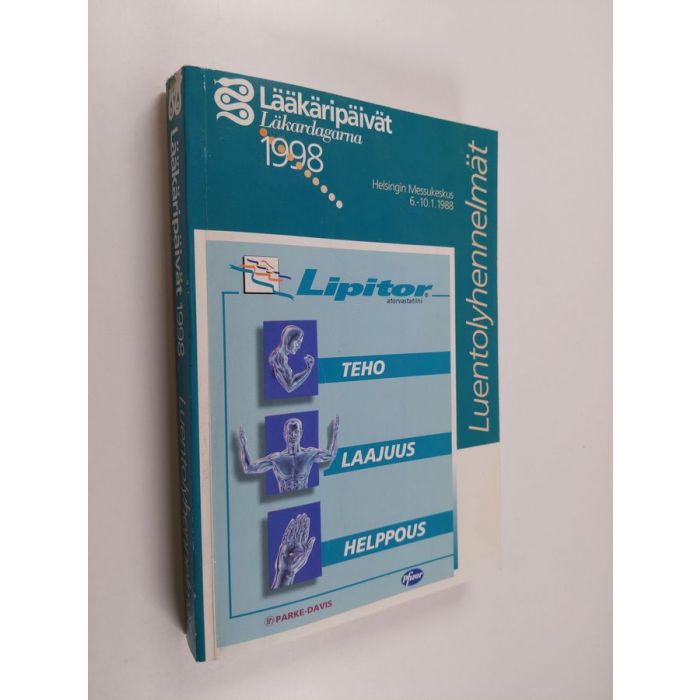 Lääkäripäivät
Läkardagarna
1998
Helsingin Messukeskus
6.-10.1.1988
Luentolyhennelmät
Lipitor®
atorvastatiini
TEHO
LAAJUUS
HELPPOUS
PARKE-DAVIS
Pfizer
Lääkäripäivät 1998
Luentolyhennelmät